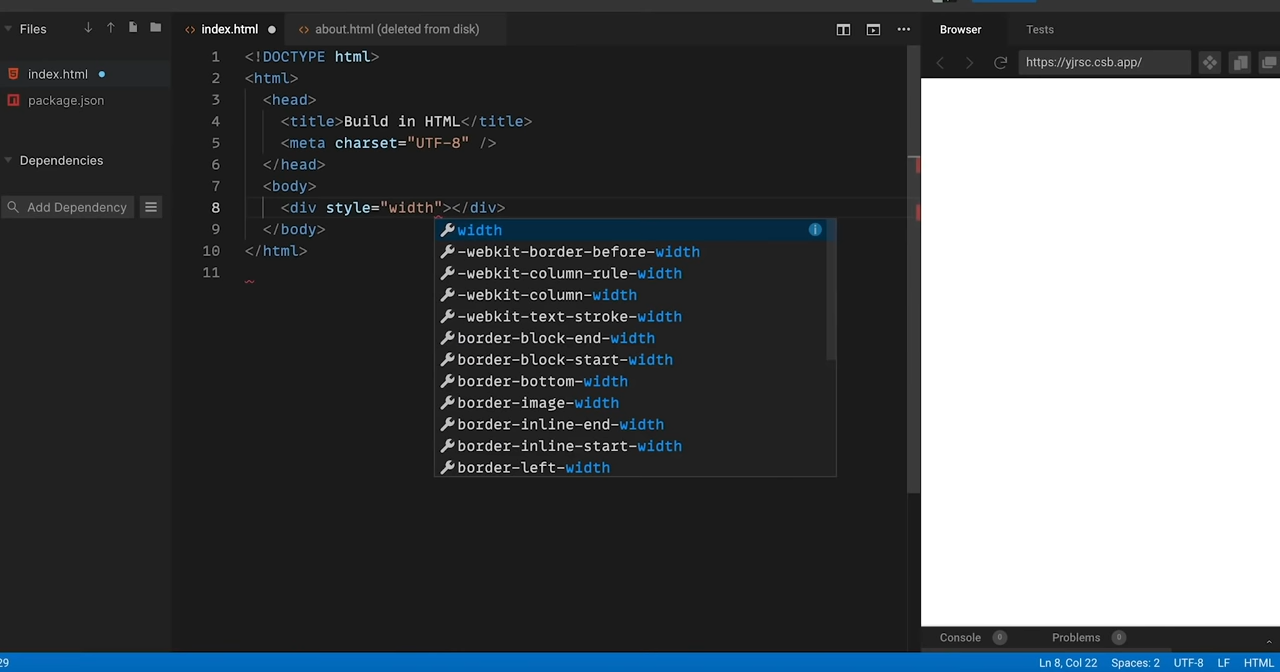 Files
index.html
package.json
Dependencies
Add Dependency
index.html
about.html (deleted from disk)
1 <!DOCTYPE html>
2 <html>
3 <head>
4 <title>Build in HTML</title>
5 <meta charset="UTF-8" />
6 </head>
7 <body>
8 <div style="width"></div>
9 </body>
10 </html>
11
width
-webkit-border-before-width
-webkit-column-rule-width
-webkit-column-width
-webkit-text-stroke-width
border-block-end-width
border-block-start-width
border-bottom-width
border-image-width
border-inline-end-width
border-inline-start-width
border-left-width
Browser
Tests
https://yjrsc.csb.app/
Console 0
Problems 0
29
Ln 8, Col 22
Spaces: 2
UTF-8
LF
HTML